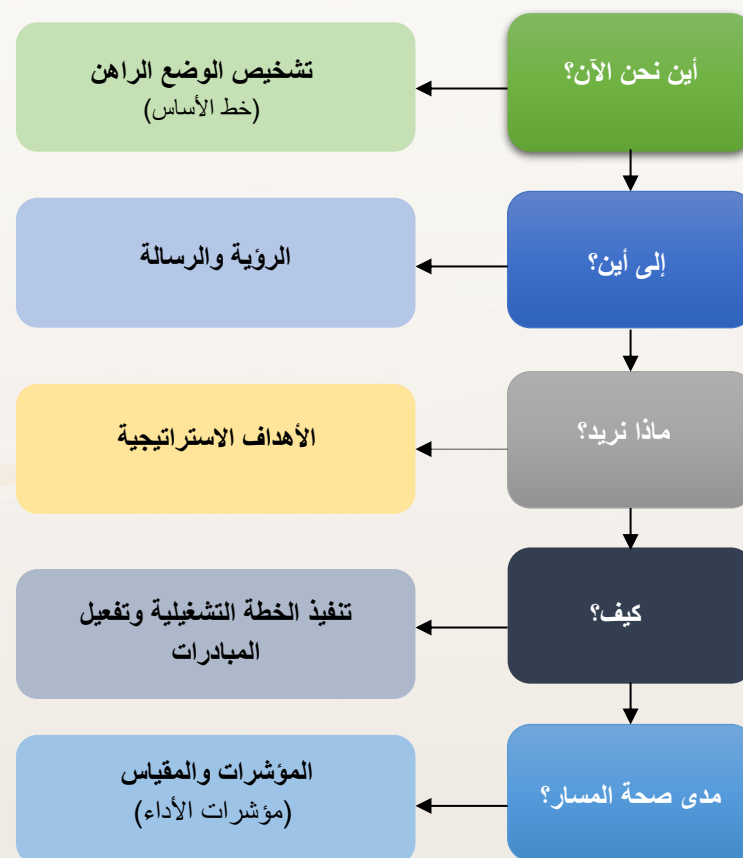 أين نحن الآن؟
تشخيص الوضع الراهن
(خط الأساس)
إلى أين؟
الرؤية والرسالة
ماذا نريد؟
الأهداف الاستراتيجية
كيف؟
تنفيذ الخطة التشغيلية وتفعيل
المبادرات
مدى صحة المسار؟
المؤشرات والمقياس
(مؤشرات الأداء)